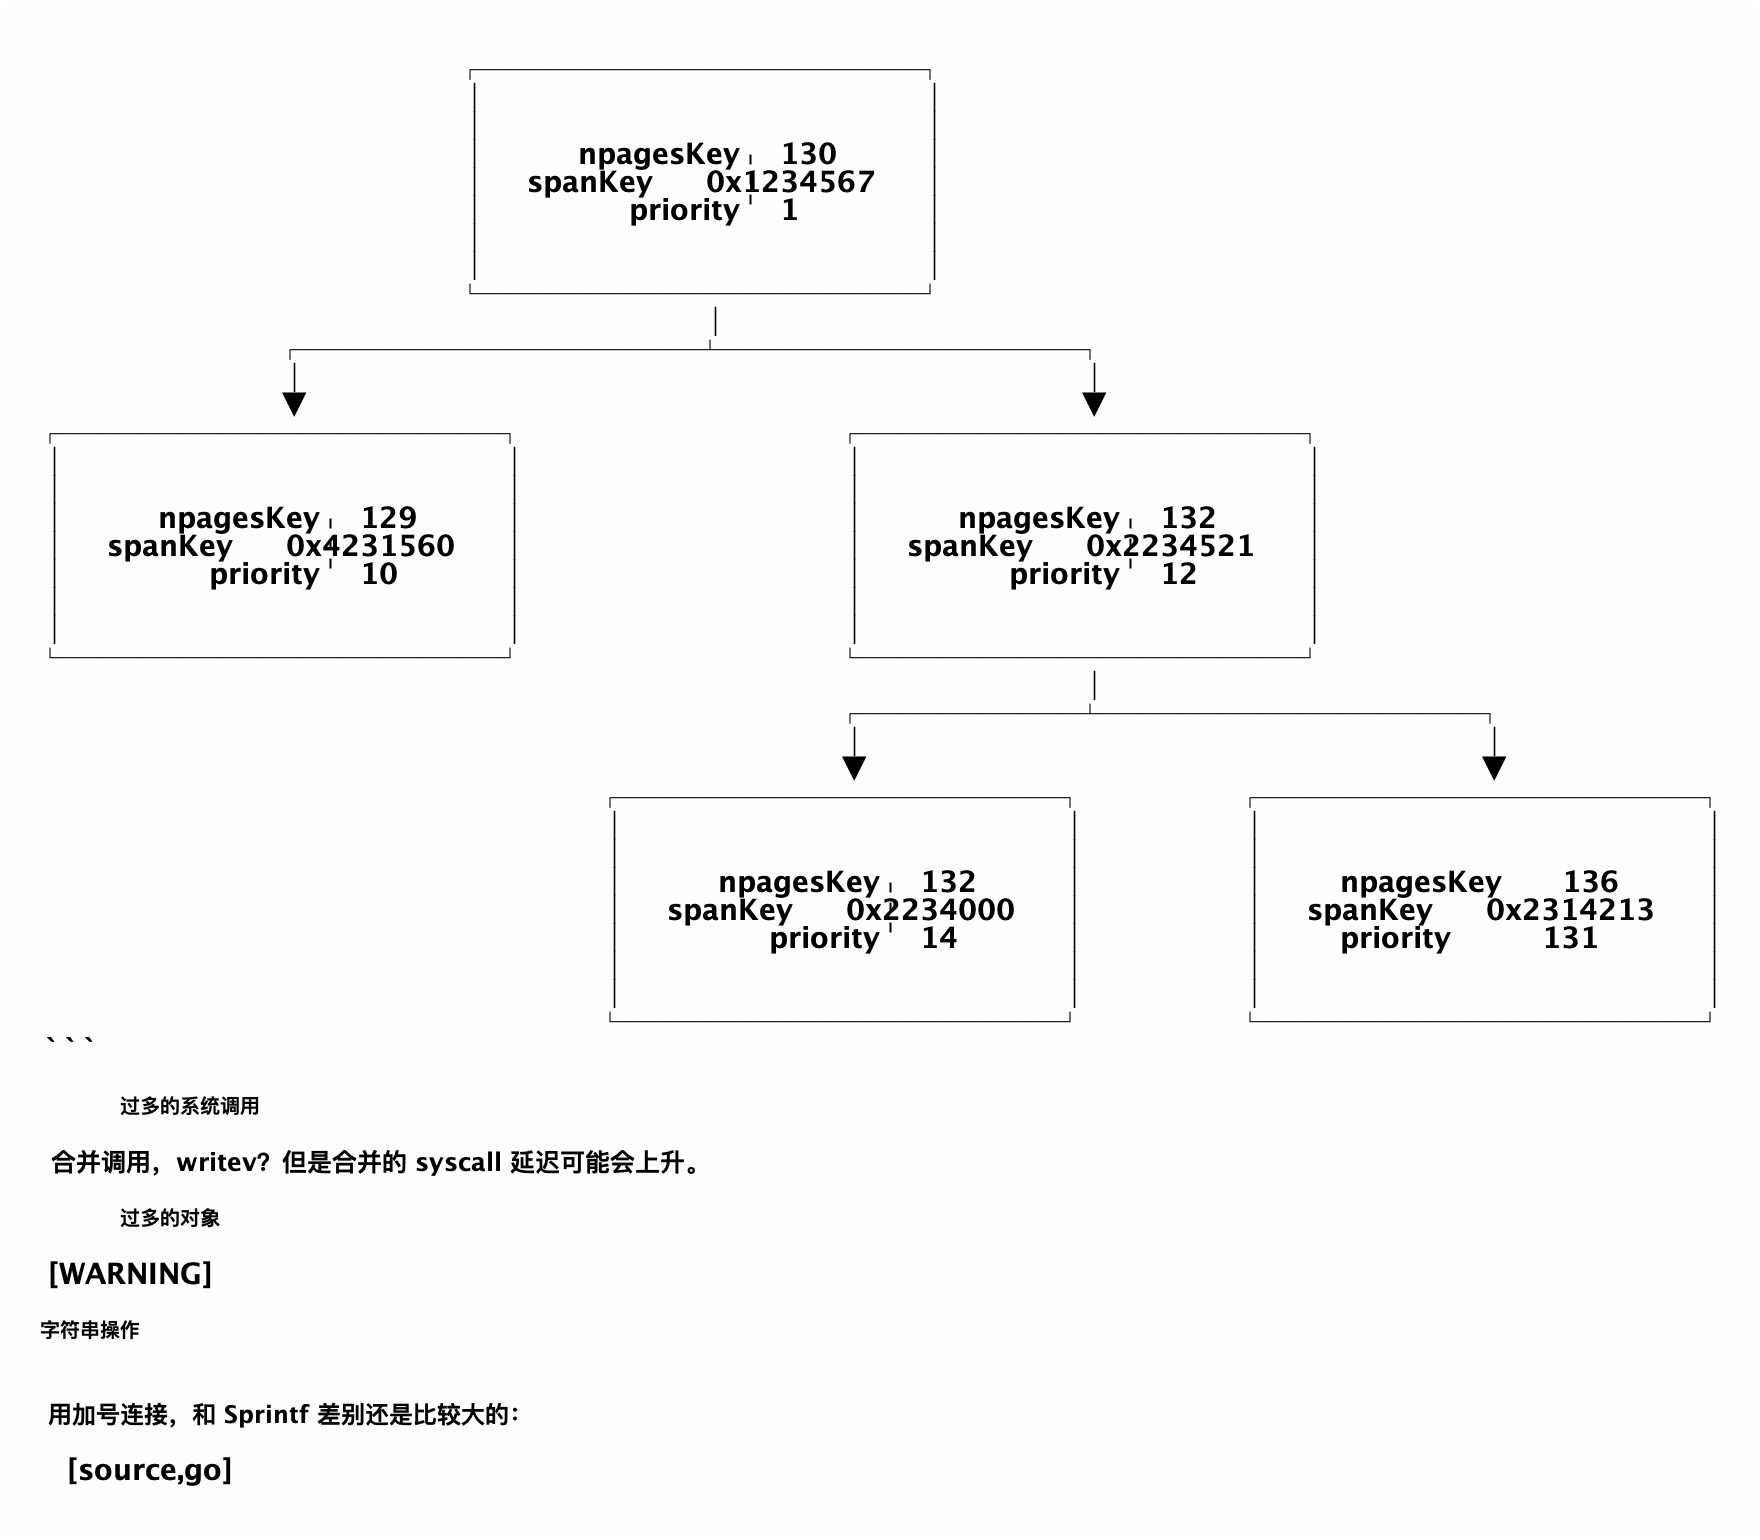 npagesKey 130
spanKey 0x1234567
priority 1
npagesKey 129
spanKey 0x4231560
priority 10
npagesKey 132
spanKey 0x2234521
priority 12
npagesKey 132
spanKey 0x2234000
priority 14
npagesKey 136
spanKey 0x2314213
priority 131
```
过多的系统调用
合并调用，writev？但是合并的 syscall 延迟可能会上升。
过多的对象
[WARNING]
字符串操作
用加号连接，和 Sprintf 差别还是比较大的：
[source,go]